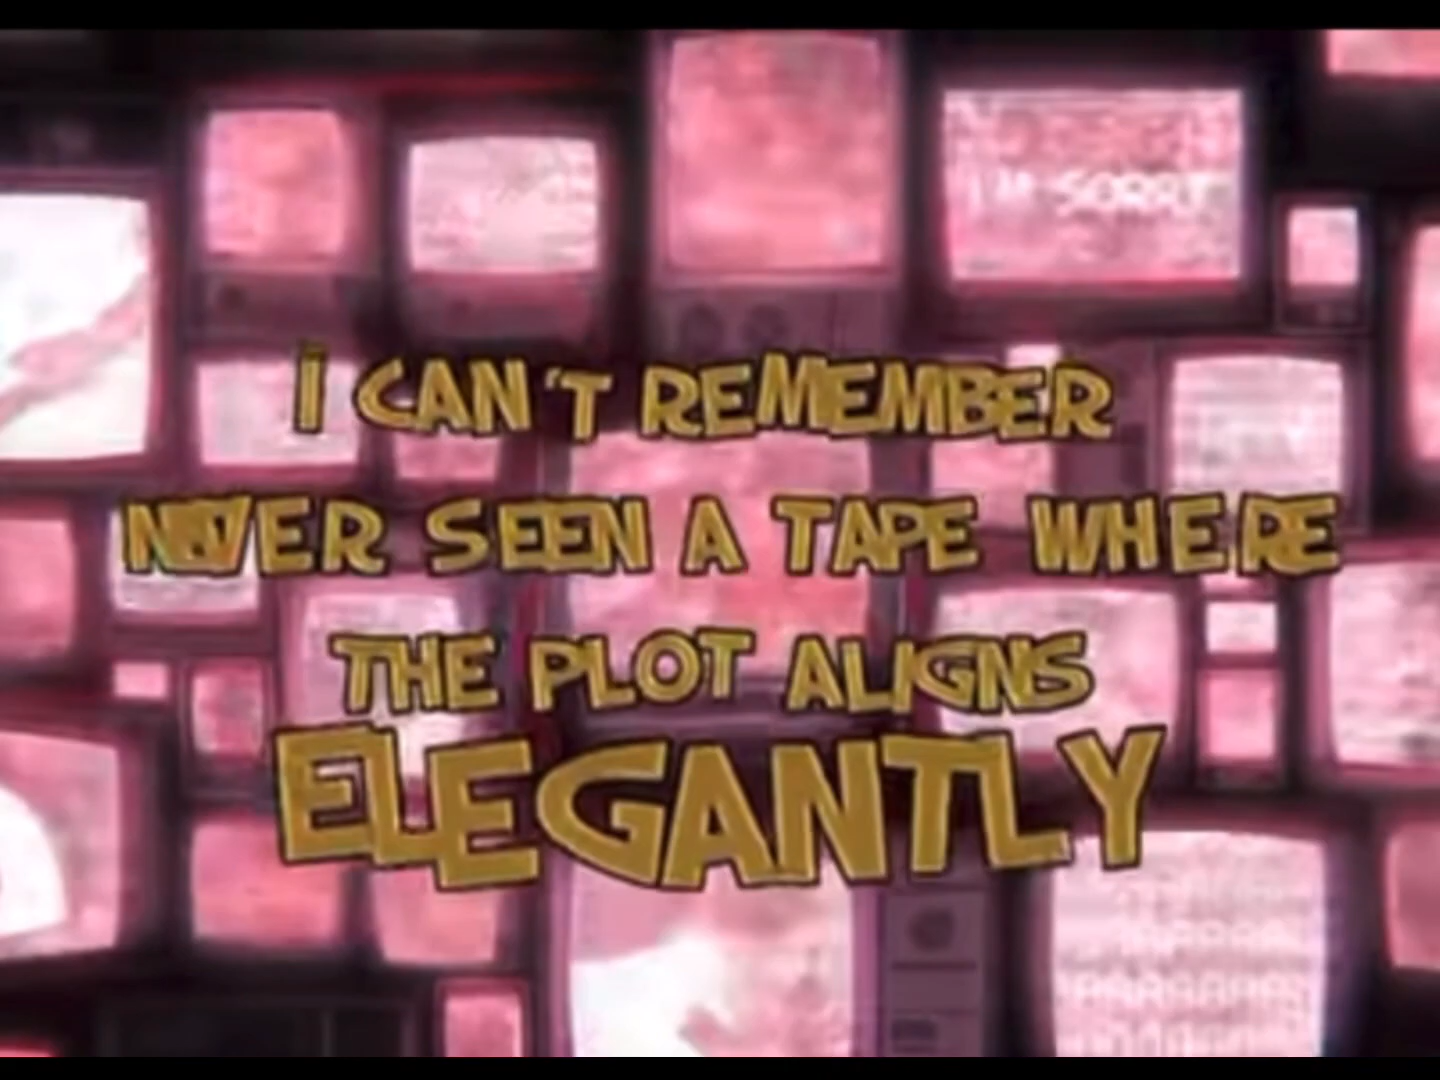 I'M SORRY
I CAN'T REMEMBER
NEVER SEEN A TAPE WHERE
THE PLOT ALIGNS
ELEGANTLY